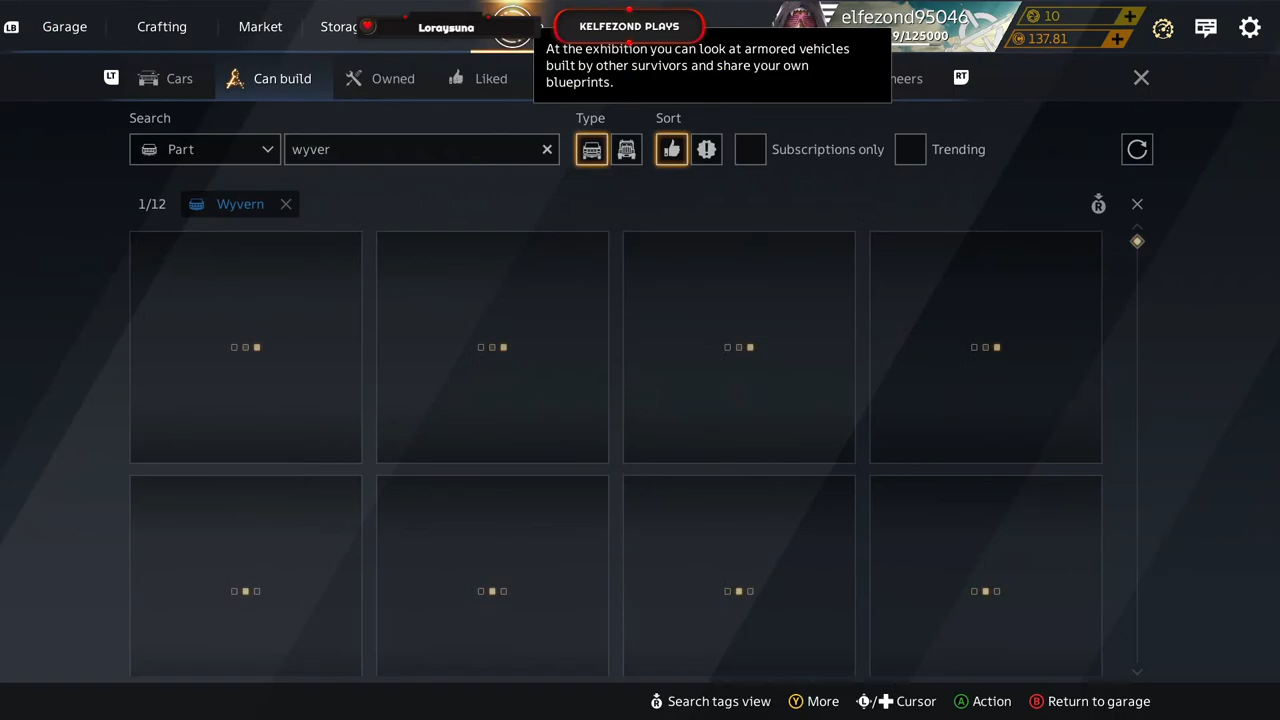 LB Garage Crafting Market Storag
Loraysuna
KELFEZOND PLAYS
elfezond95046
9/125000
10
137.81
At the exhibition you can look at armored vehicles
built by other survivors and share your own
blueprints.
LT Cars Can build Owned Liked neers RT
Search Type Sort
Part wyver Subscriptions only Trending
1/12 Wyvern
R
R Search tags view Y More L/ Cursor A Action B Return to garage